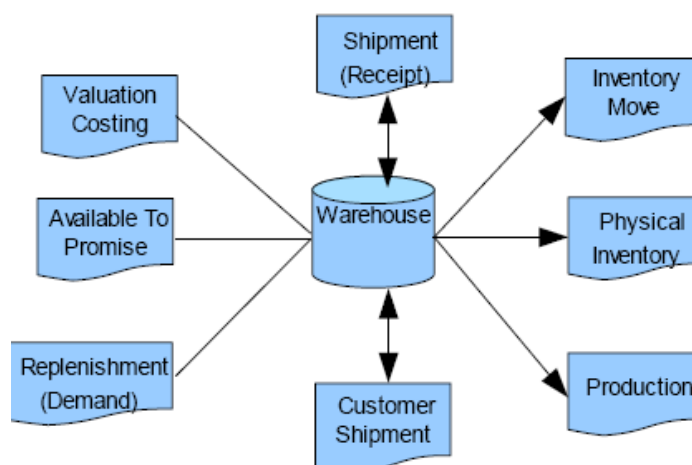 Shipment
(Receipt)
Valuation
Costing
Inventory
Move
Available To
Promise
Warehouse
Physical
Inventory
Replenishment
(Demand)
Customer
Shipment
Production